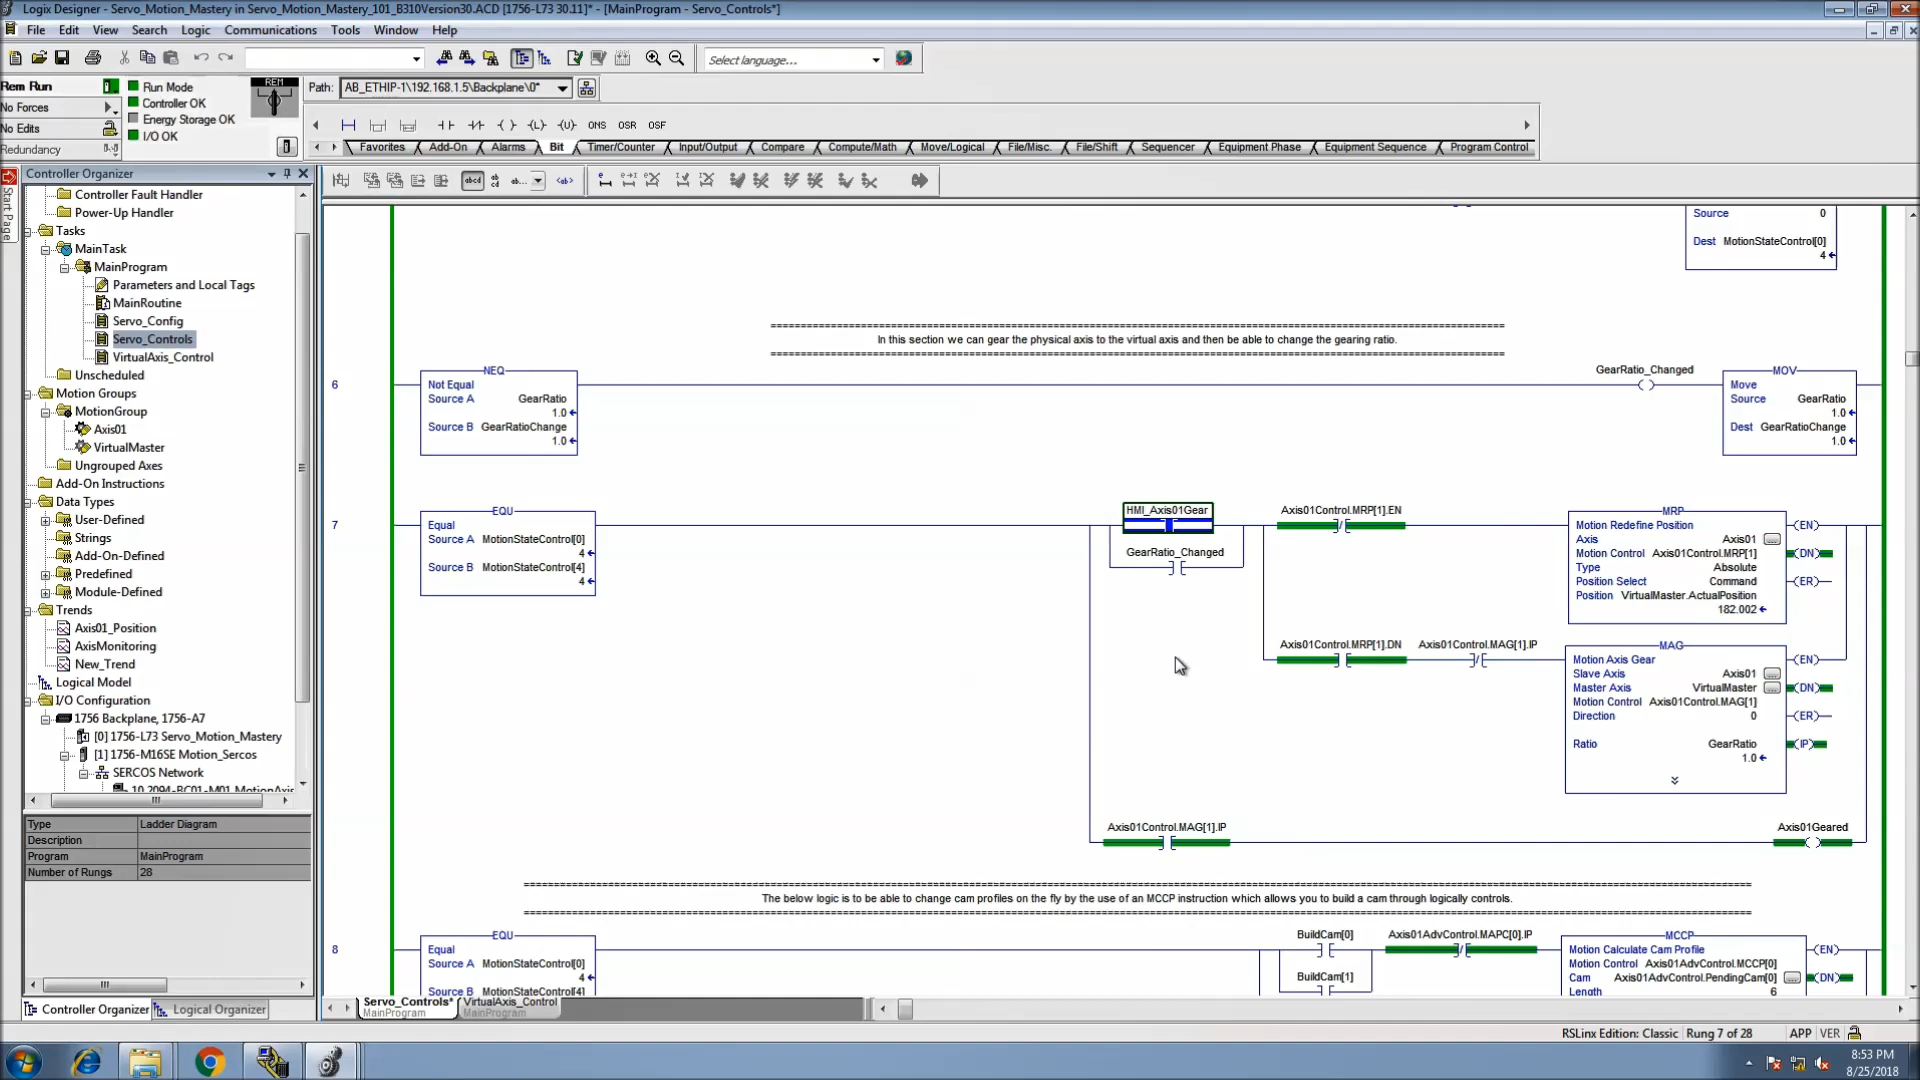 Logix Designer - Servo_Motion_Mastery in Servo_Motion_Mastery_101_B310Version30.ACD [1756-L73 30.11]* - [MainProgram - Servo_Controls*]
File Edit View Search Logic Communications Tools Window Help
Select language...
Rem Run
No Forces
No Edits
Redundancy
Run Mode
Controller OK
Energy Storage OK
I/O OK
REM
Path: AB_ETHIP-1\192.168.1.5\Backplane\0*
(L) (U) ONS OSR OSF
Favorites Add-On Alarms Bit Timer/Counter Input/Output Compare Compute/Math Move/Logical File/Misc. File/Shift Sequencer Equipment Phase Equipment Sequence Program Control
Start Page
Controller Organizer
Controller Fault Handler
Power-Up Handler
Tasks
MainTask
MainProgram
Parameters and Local Tags
MainRoutine
Servo_Config
Servo_Controls
VirtualAxis_Control
Unscheduled
Motion Groups
MotionGroup
Axis01
VirtualMaster
Ungrouped Axes
Add-On Instructions
Data Types
User-Defined
Strings
Add-On-Defined
Predefined
Module-Defined
Trends
Axis01_Position
AxisMonitoring
New_Trend
Logical Model
I/O Configuration
1756 Backplane, 1756-A7
[0] 1756-L73 Servo_Motion_Mastery
[1] 1756-M16SE Motion_Sercos
SERCOS Network
10 2094-BC01-M01 MotionAxis
Type Ladder Diagram
Description
Program MainProgram
Number of Rungs 28
Controller Organizer Logical Organizer
Source 0
Dest MotionStateControl[0]
4
In this section we can gear the physical axis to the virtual axis and then be able to change the gearing ratio.
6
NEQ
Not Equal
Source A GearRatio
1.0
Source B GearRatioChange
1.0
GearRatio_Changed
MOV
Move
Source GearRatio
1.0
Dest GearRatioChange
1.0
7
EQU
Equal
Source A MotionStateControl[0]
4
Source B MotionStateControl[4]
4
HMI_Axis01Gear
GearRatio_Changed
Axis01Control.MRP[1].EN
MRP
Motion Redefine Position
Axis Axis01
Motion Control Axis01Control.MRP[1]
Type Absolute
Position Select Command
Position VirtualMaster.ActualPosition
182.002
(EN)
(DN)
(ER)
Axis01Control.MRP[1].DN
Axis01Control.MAG[1].IP
MAG
Motion Axis Gear
Slave Axis Axis01
Master Axis VirtualMaster
Motion Control Axis01Control.MAG[1]
Direction 0
Ratio GearRatio
1.0
(EN)
(DN)
(ER)
(IP)
Axis01Control.MAG[1].IP
Axis01Geared
The below logic is to be able to change cam profiles on the fly by the use of an MCCP instruction which allows you to build a cam through logically controls.
8
EQU
Equal
Source A MotionStateControl[0]
4
Source B MotionStateControl[4]
BuildCam[0]
BuildCam[1]
Axis01AdvControl.MAPC[0].IP
MCCP
Motion Calculate Cam Profile
Motion Control Axis01AdvControl.MCCP[0]
Cam Axis01AdvControl.PendingCam[0]
Length 6
(EN)
(DN)
Servo_Controls* VirtualAxis_Control
MainProgram MainProgram
RSLinx Edition: Classic Rung 7 of 28 APP VER
8:53 PM
8/25/2018